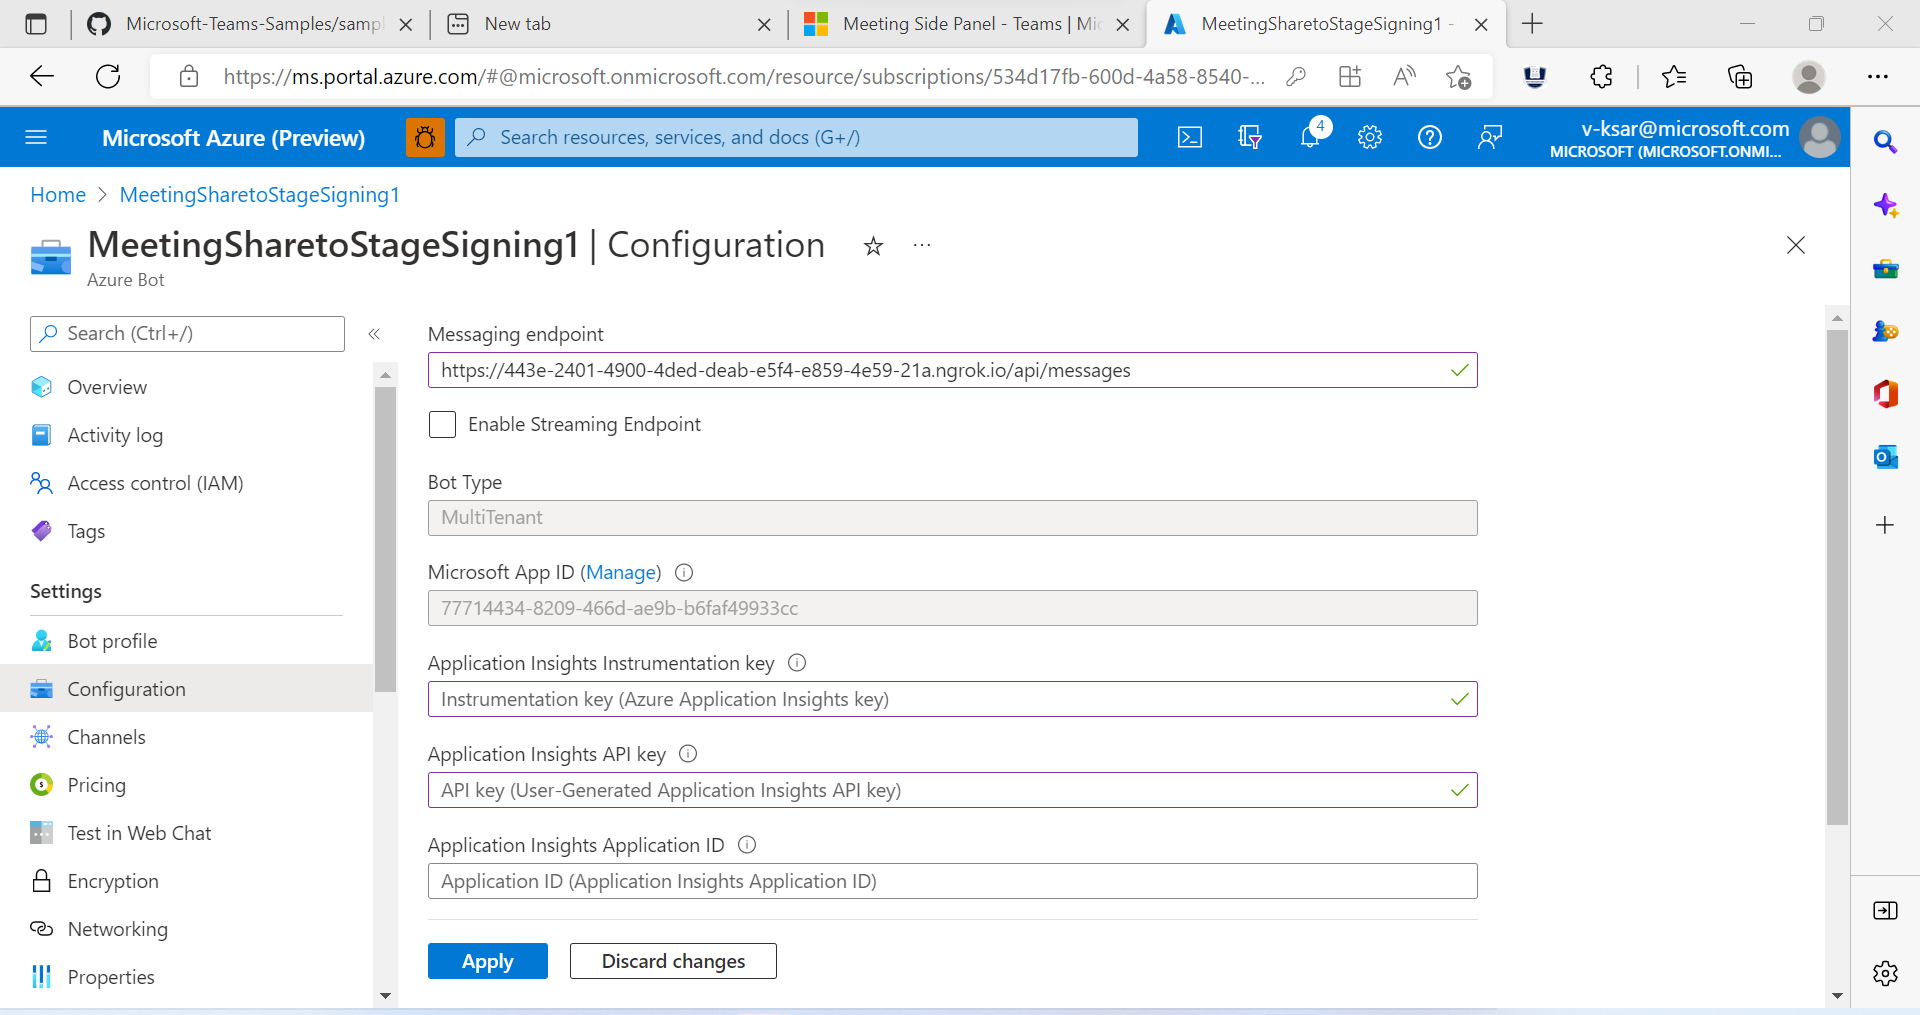 Microsoft-Teams-Samples/sampl
New tab
Meeting Side Panel - Teams | Mic
MeetingSharetoStageSigning1 -
https://ms.portal.azure.com/#@microsoft.onmicrosoft.com/resource/subscriptions/534d17fb-600d-4a58-8540-...
Microsoft Azure (Preview)
Search resources, services, and docs (G+/)
4
v-ksar@microsoft.com
MICROSOFT (MICROSOFT.ONMI...
Home > MeetingSharetoStageSigning1
MeetingSharetoStageSigning1 | Configuration
Azure Bot
Search (Ctrl+/)
Overview
Activity log
Access control (IAM)
Tags
Settings
Bot profile
Configuration
Channels
Pricing
Test in Web Chat
Encryption
Networking
Properties
Messaging endpoint
https://443e-2401-4900-4ded-deab-e5f4-e859-4e59-21a.ngrok.io/api/messages
Enable Streaming Endpoint
Bot Type
MultiTenant
Microsoft App ID (Manage)
77714434-8209-466d-ae9b-b6faf49933cc
Application Insights Instrumentation key
Instrumentation key (Azure Application Insights key)
Application Insights API key
API key (User-Generated Application Insights API key)
Application Insights Application ID
Application ID (Application Insights Application ID)
Apply
Discard changes